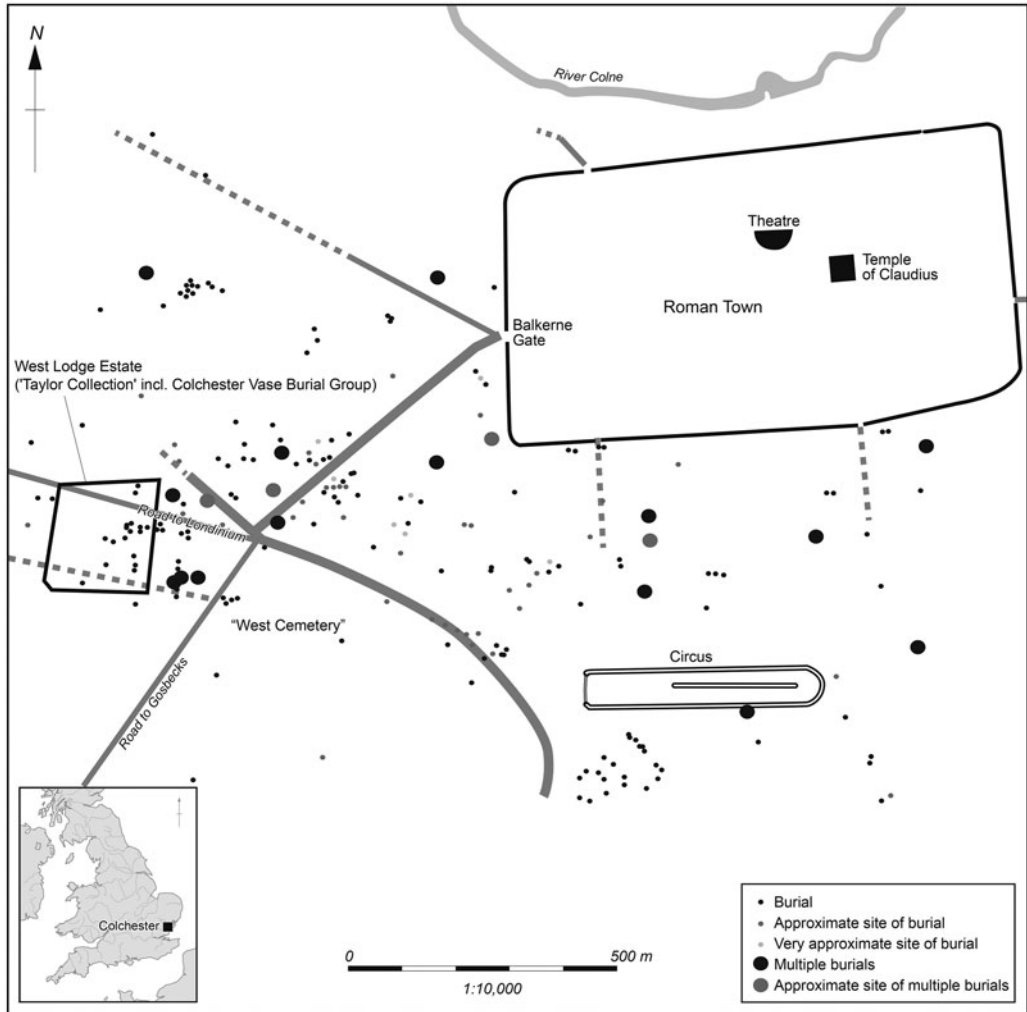 N
River Colne
Theatre
Temple
of Claudius
Roman Town
Balkerne
Gate
West Lodge Estate
('Taylor Collection' incl. Colchester Vase Burial Group)
Road to Londinium
"West Cemetery"
Road to Gosbecks
Circus
Colchester
0
500 m
1:10,000
Burial
Approximate site of burial
Very approximate site of burial
Multiple burials
Approximate site of multiple burials